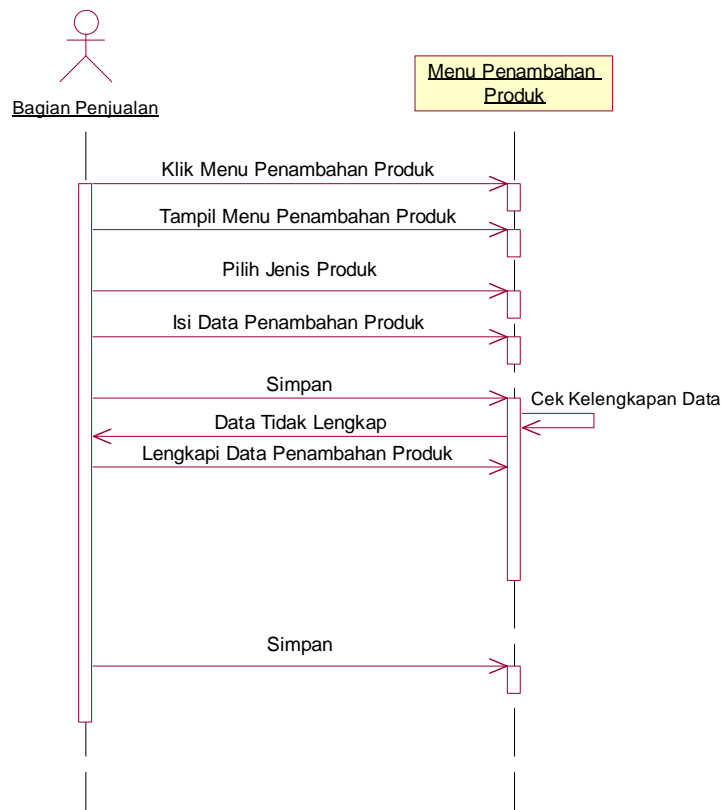 Bagian Penjualan
Menu Penambahan
Produk
Klik Menu Penambahan Produk
Tampil Menu Penambahan Produk
Pilih Jenis Produk
Isi Data Penambahan Produk
Simpan
Cek Kelengkapan Data
Data Tidak Lengkap
Lengkapi Data Penambahan Produk
Simpan